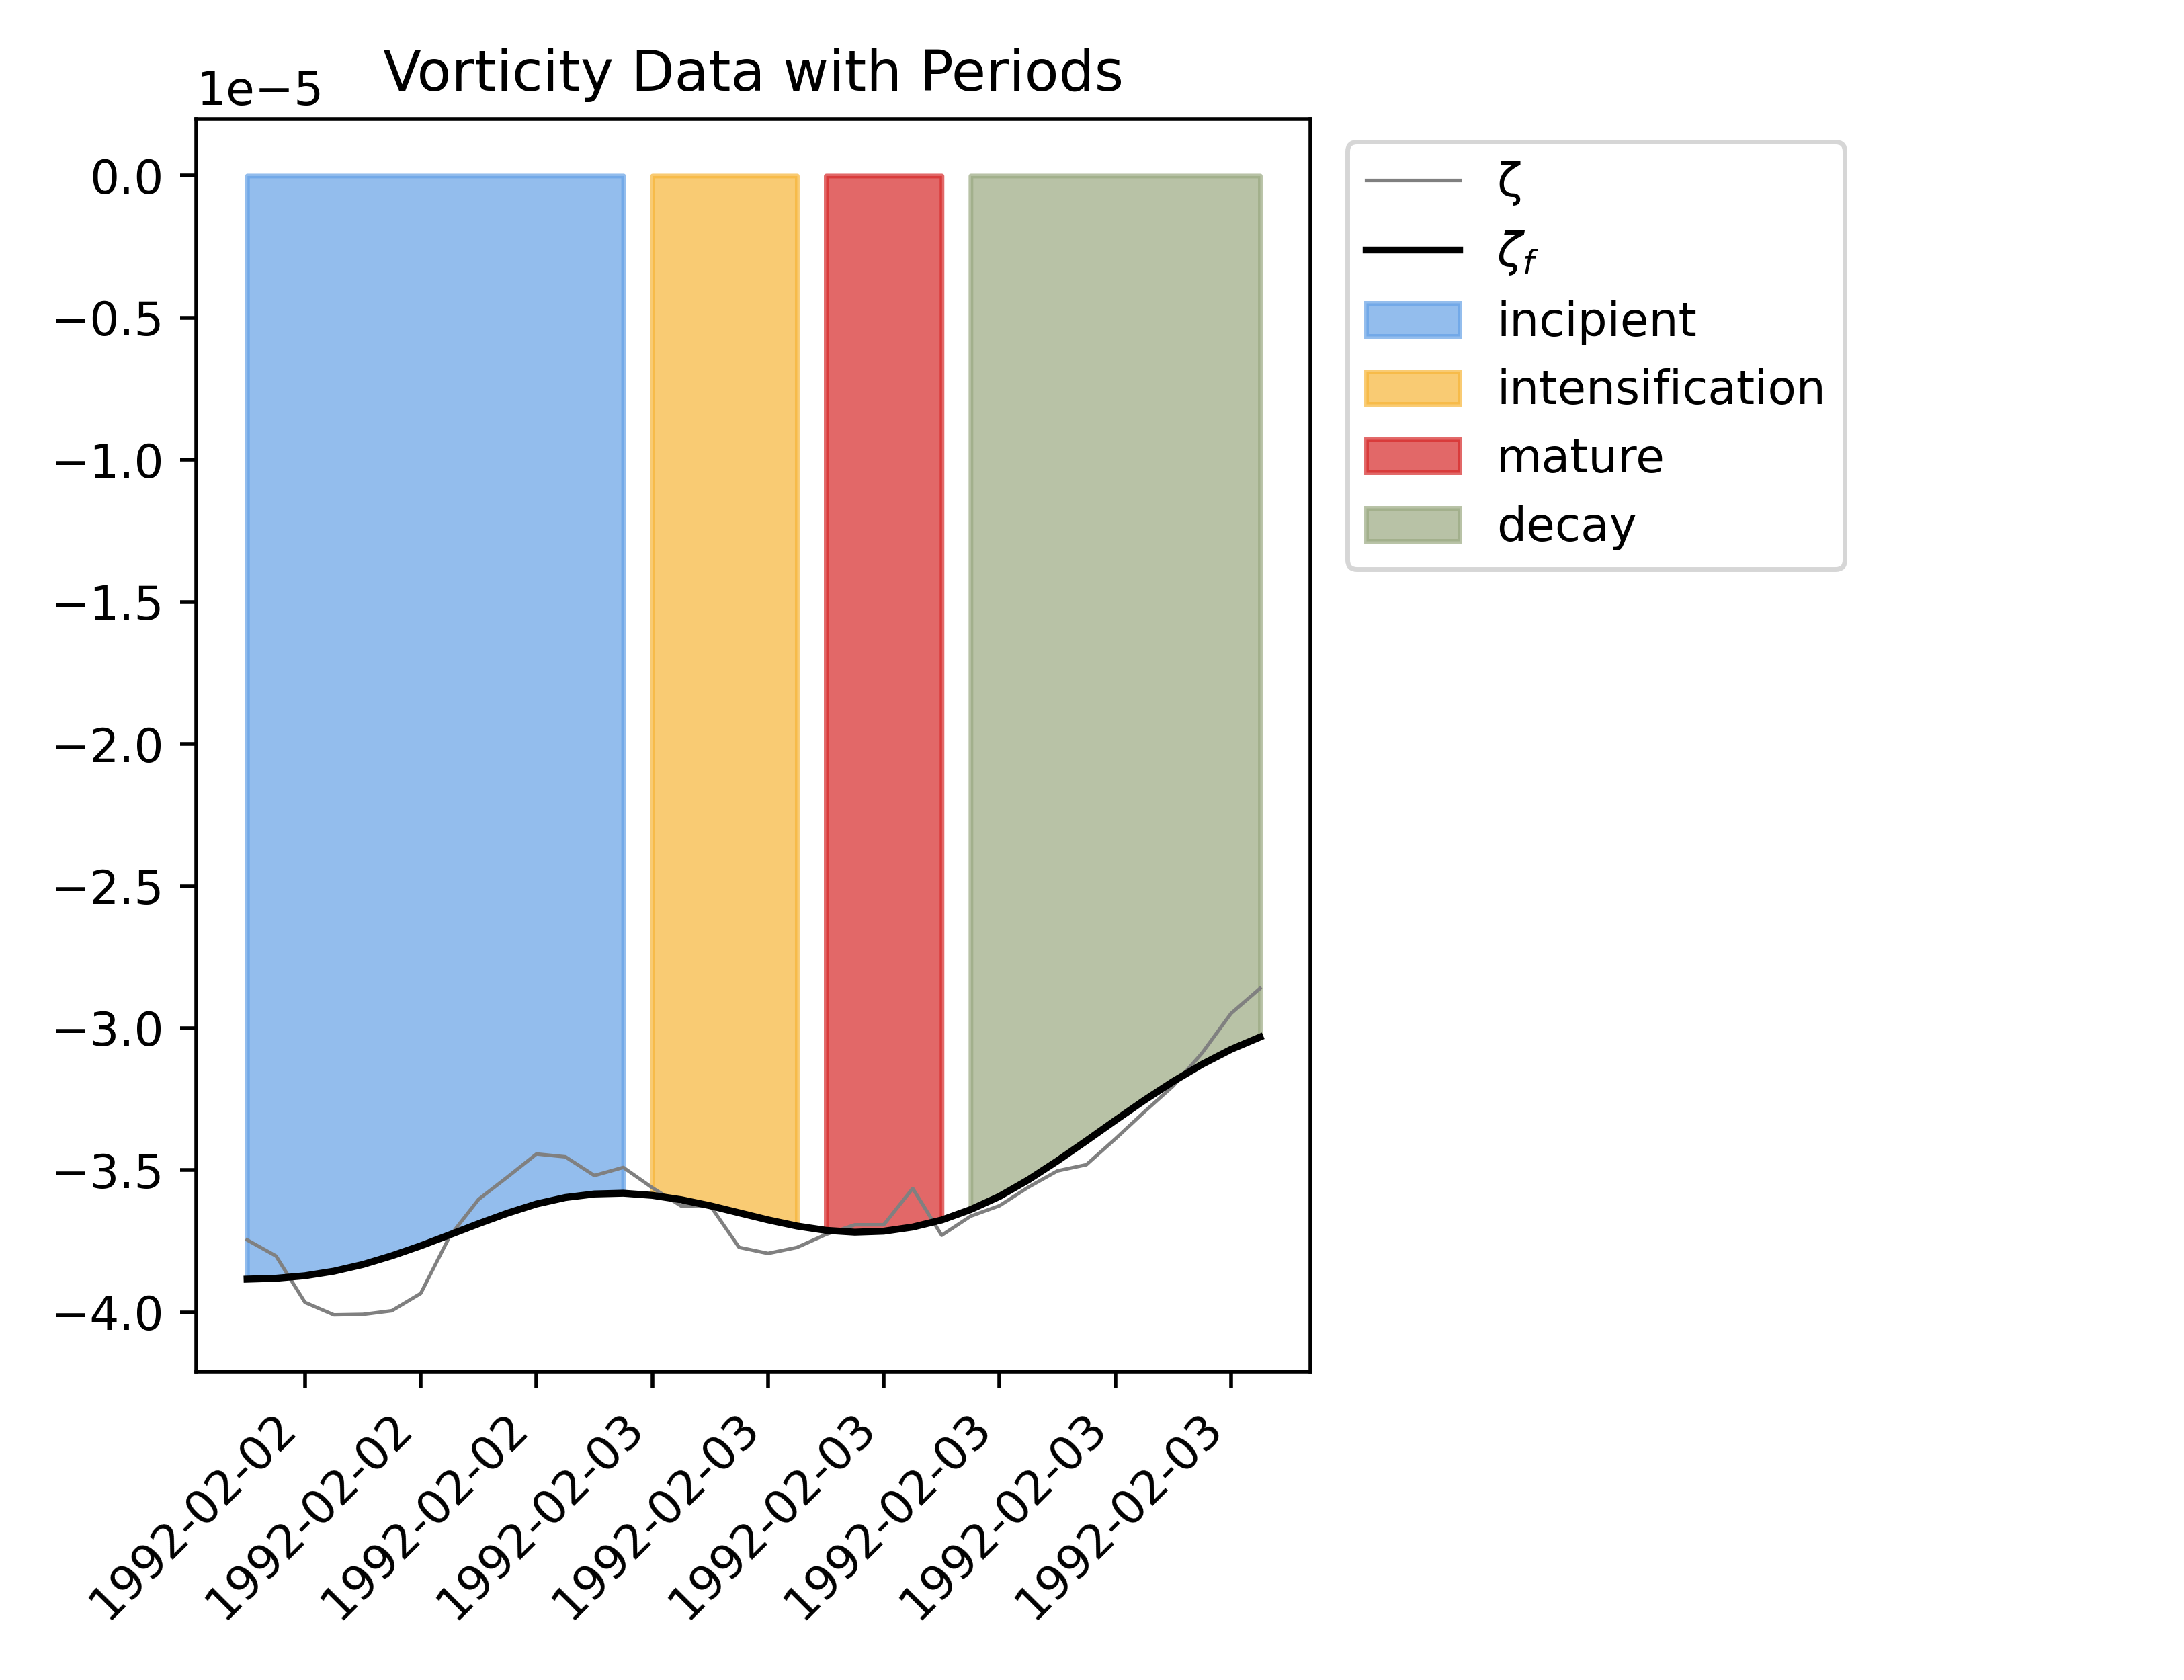 Vorticity Data with Periods
1e−5
0.0
−0.5
−1.0
−1.5
−2.0
−2.5
−3.0
−3.5
−4.0
1992-02-02
1992-02-02
1992-02-02
1992-02-03
1992-02-03
1992-02-03
1992-02-03
1992-02-03
1992-02-03
ζ
ζf
incipient
intensification
mature
decay